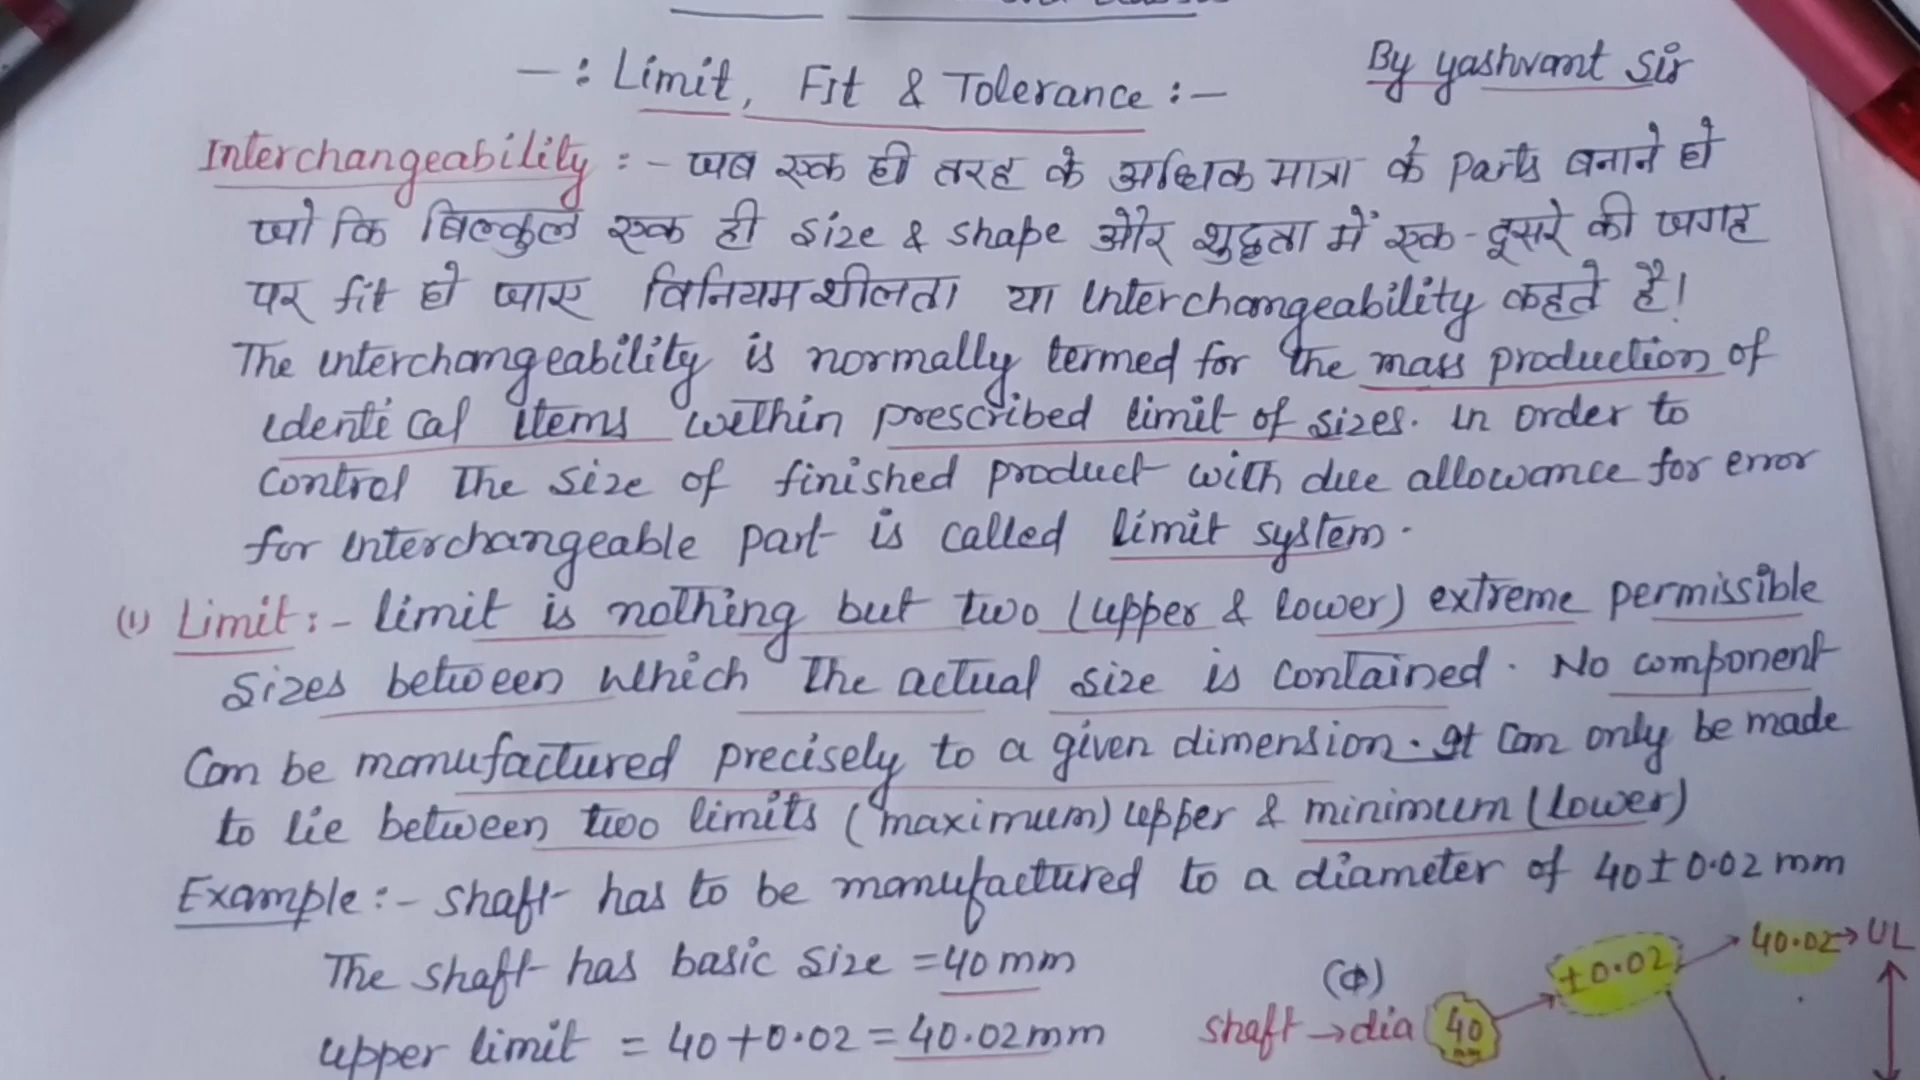 -: Limit, Fit & Tolerance :-
By Yashvant Sir
Interchangeability :- जब एक ही तरह के अधिक मात्रा के Parts बनाने हो
जो कि बिल्कुल एक ही size & shape और शुद्धता में एक-दूसरे की जगह
पर fit हो जाए विनियमशीलता या Interchangeability कहते है।
The interchangeability is normally termed for the mass production of
identical items within prescribed limit of sizes. In order to
control the size of finished product with due allowance for error
for interchangeable part is called limit system.
(1) Limit :- limit is nothing but two (upper & lower) extreme permissible
sizes between which the actual size is contained. No component
can be manufactured precisely to a given dimension. It can only be made
to lie between two limits (maximum) upper & minimum (lower)
Example :- shaft has to be manufactured to a diameter of 40±0.02 mm
The shaft has basic size = 40 mm
upper limit = 40+0.02 = 40.02mm
(Φ)
shaft → dia 40 mm
±0.02
40.02 → UL